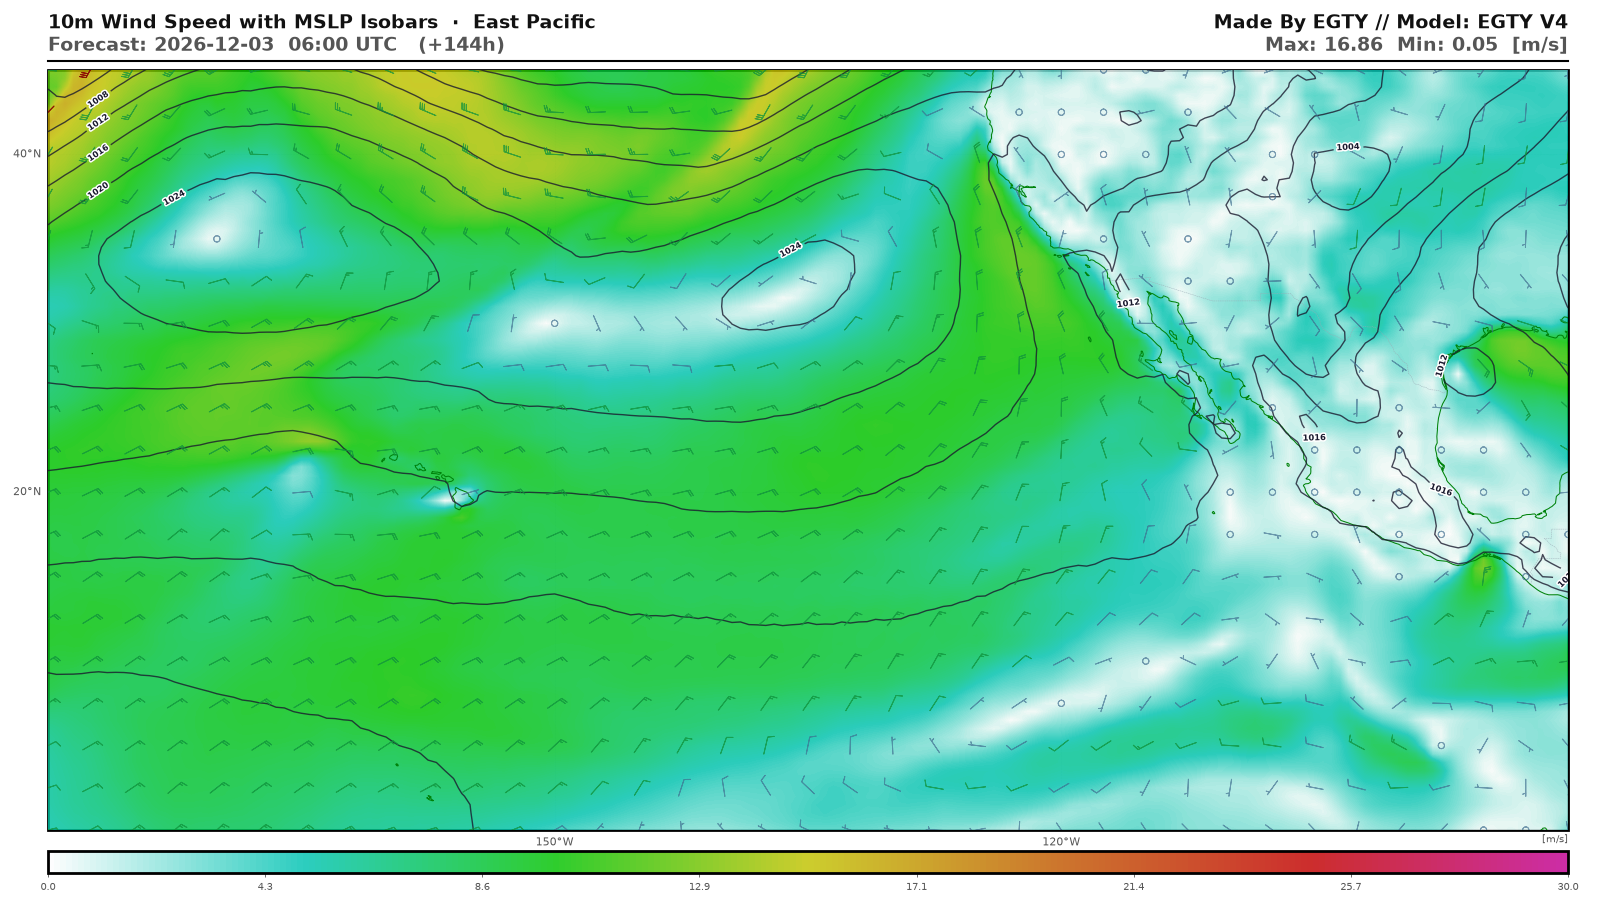 10m Wind Speed with MSLP Isobars · East Pacific
Made By EGTY // Model: EGTY V4
Forecast: 2026-12-03 06:00 UTC (+144h)
Max: 16.86 Min: 0.05 [m/s]
1008
1012
1016
1020
1024
1024
1004
1012
1012
1016
1016
40°N
20°N
150°W
120°W
[m/s]
0.0
4.3
8.6
12.9
17.1
21.4
25.7
30.0